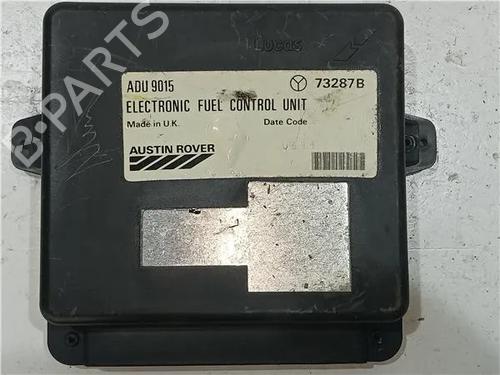 Lucas
ADU 9015
73287B
ELECTRONIC FUEL CONTROL UNIT
Made in U.K.
Date Code
AUSTIN ROVER
B-PARTS